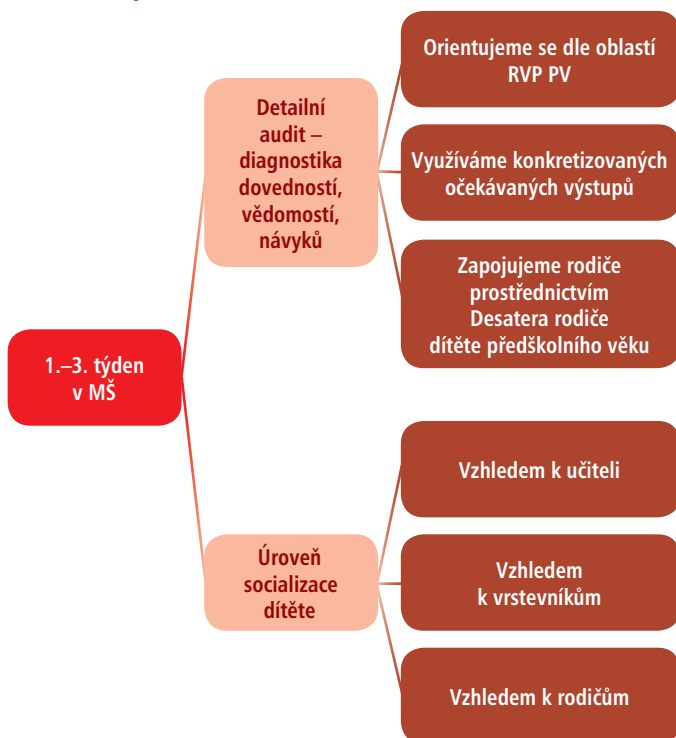 Orientujeme se dle oblastí
RVP PV
Detailní
audit –
diagnostika
dovedností,
vědomostí,
návyků
Využíváme konkretizovaných
očekávaných výstupů
Zapojujeme rodiče
prostřednictvím
Desatera rodiče
dítěte předškolního věku
1.–3. týden
v MŠ
Vzhledem k učiteli
Úroveň
socializace
dítěte
Vzhledem
k vrstevníkům
Vzhledem k rodičům